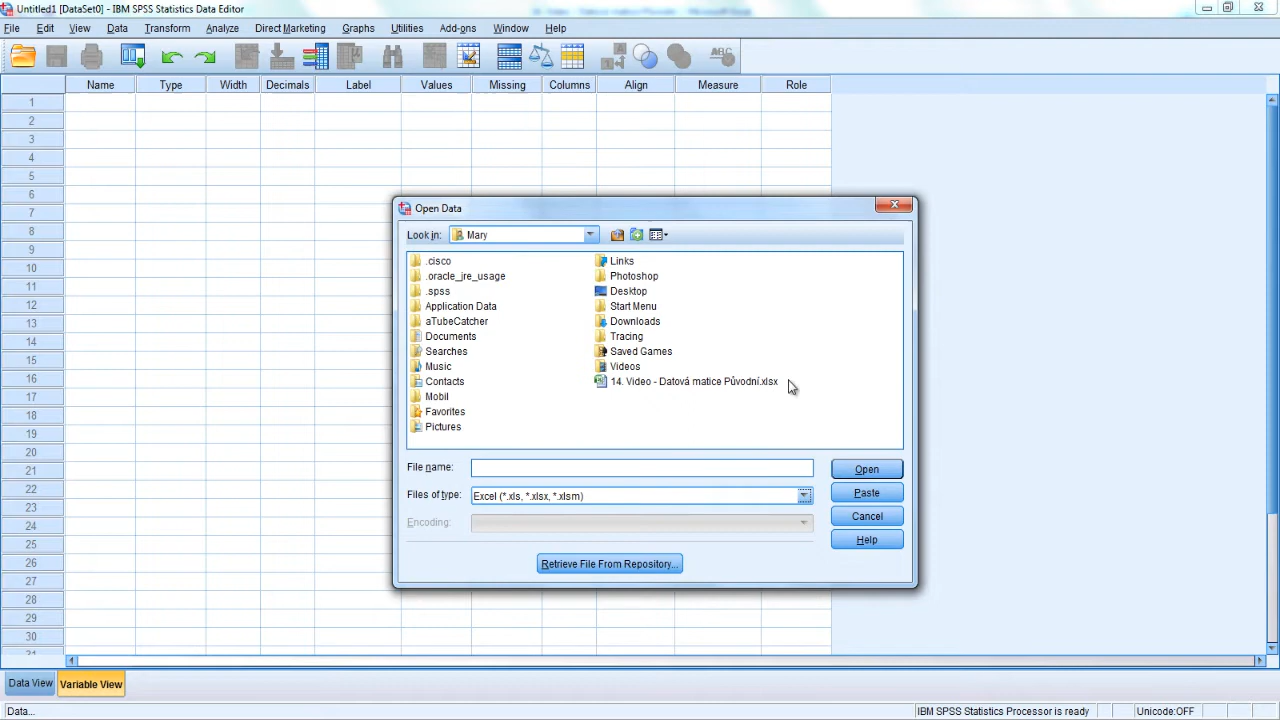 Untitled1 [DataSet0] - IBM SPSS Statistics Data Editor
File Edit View Data Transform Analyze Direct Marketing Graphs Utilities Add-ons Window Help
Name Type Width Decimals Label Values Missing Columns Align Measure Role
1
2
3
4
5
6
7
8
9
10
11
12
13
14
15
16
17
18
19
20
21
22
23
24
25
26
27
28
29
30
31
Open Data
Look in: Mary
.cisco
.oracle_jre_usage
.spss
Application Data
aTubeCatcher
Documents
Searches
Music
Contacts
Mobil
Favorites
Pictures
Links
Photoshop
Desktop
Start Menu
Downloads
Tracing
Saved Games
Videos
14. Video - Datová matice Původní.xlsx
File name:
Open
Files of type: Excel (*.xls, *.xlsx, *.xlsm)
Paste
Encoding:
Cancel
Help
Retrieve File From Repository...
Data View Variable View
Data... IBM SPSS Statistics Processor is ready Unicode:OFF